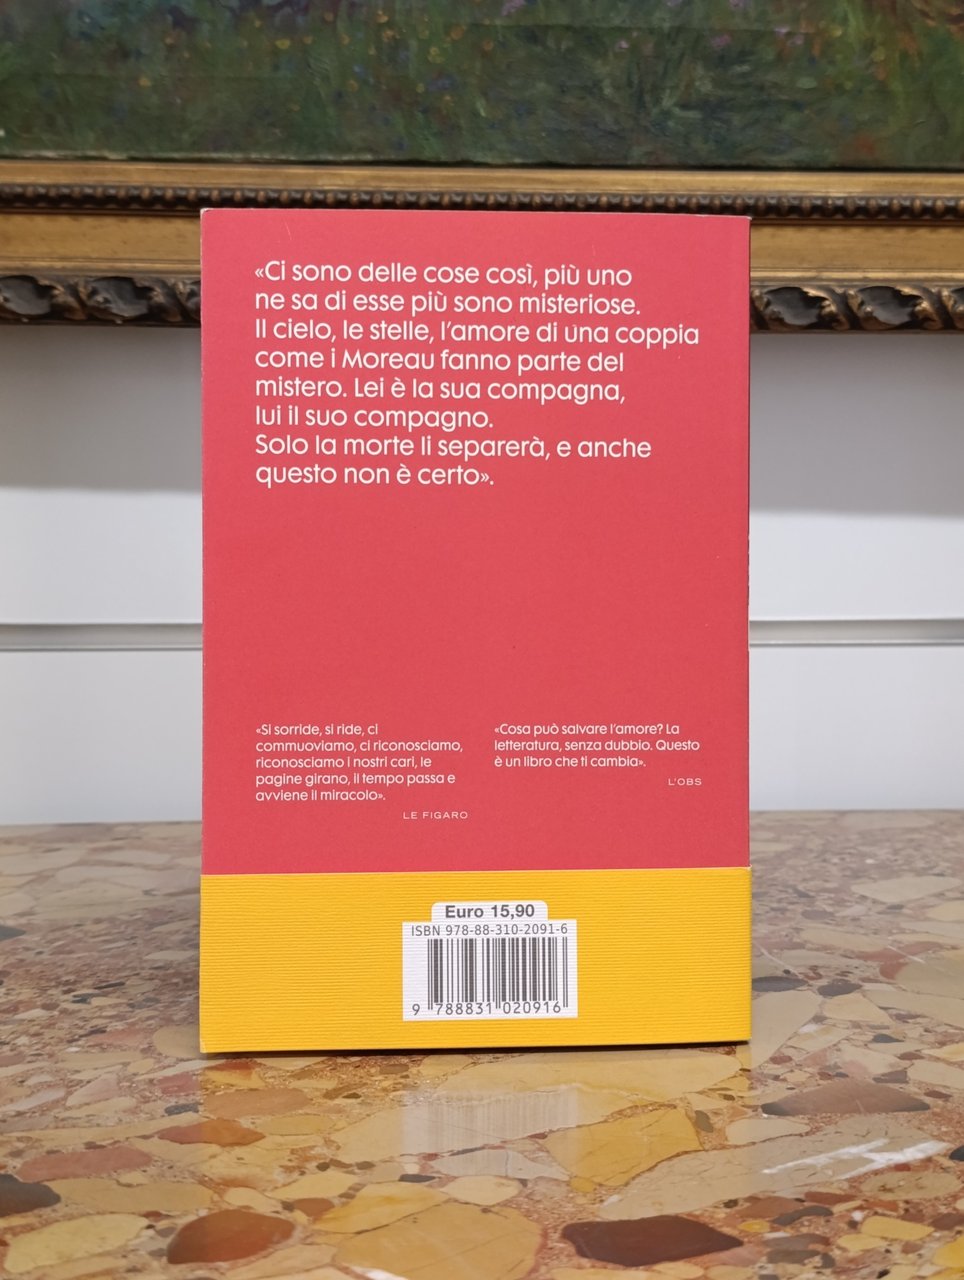 «Ci sono delle cose così, più uno
ne sa di esse più sono misteriose.
Il cielo, le stelle, l'amore di una coppia
come i Moreau fanno parte del
mistero. Lei è la sua compagna,
lui il suo compagno.
Solo la morte li separerà, e anche
questo non è certo».
«Si sorride, si ride, ci
commuoviamo, ci riconosciamo,
riconosciamo i nostri cari, le
pagine girano, il tempo passa e
avviene il miracolo».
LE FIGARO
«Cosa può salvare l'amore? La
letteratura, senza dubbio. Questo
è un libro che ti cambia».
L'OBS
Euro 15,90
ISBN 978-88-310-2091-6
9 788831 020916